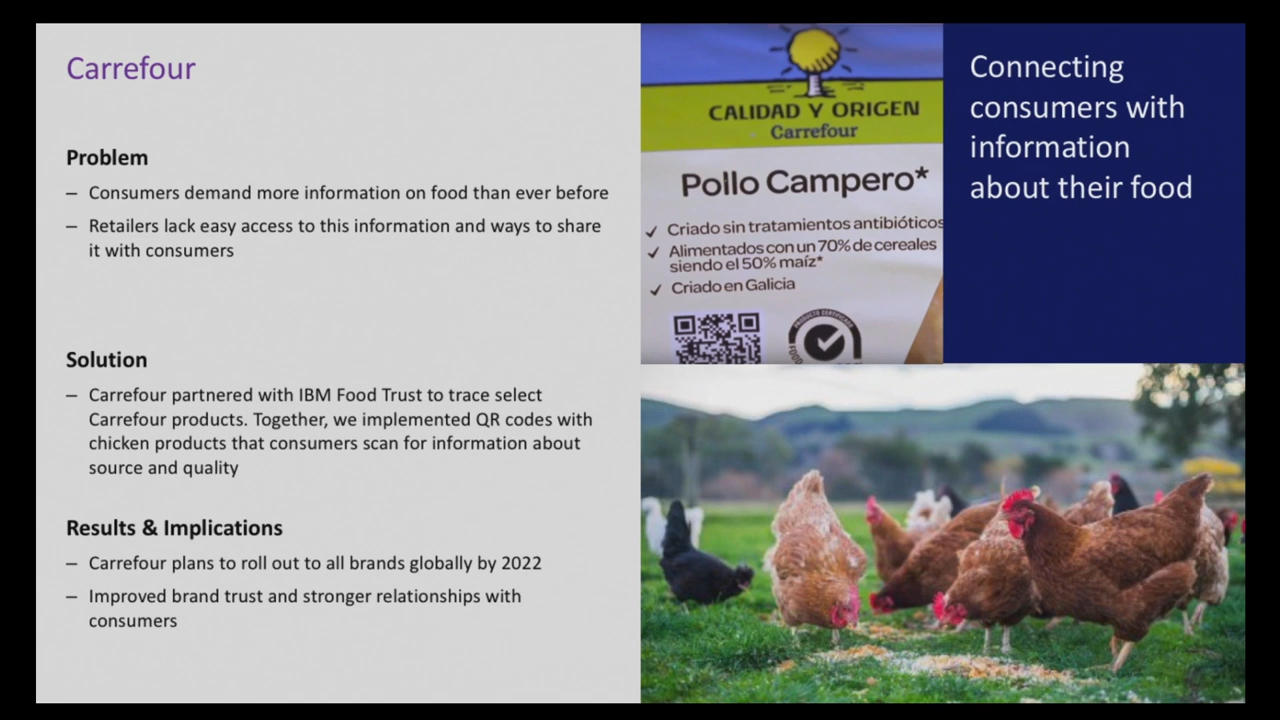 Carrefour
Problem
– Consumers demand more information on food than ever before
– Retailers lack easy access to this information and ways to share
it with consumers
Solution
– Carrefour partnered with IBM Food Trust to trace select
Carrefour products. Together, we implemented QR codes with
chicken products that consumers scan for information about
source and quality
Results & Implications
– Carrefour plans to roll out to all brands globally by 2022
– Improved brand trust and stronger relationships with
consumers
CALIDAD Y ORIGEN
Carrefour
Pollo Campero*
✓ Criado sin tratamientos antibióticos
✓ Alimentados con un 70% de cereales
siendo el 50% maíz*
✓ Criado en Galicia
PRODUCTO CERTIFICADO
Connecting
consumers with
information
about their food